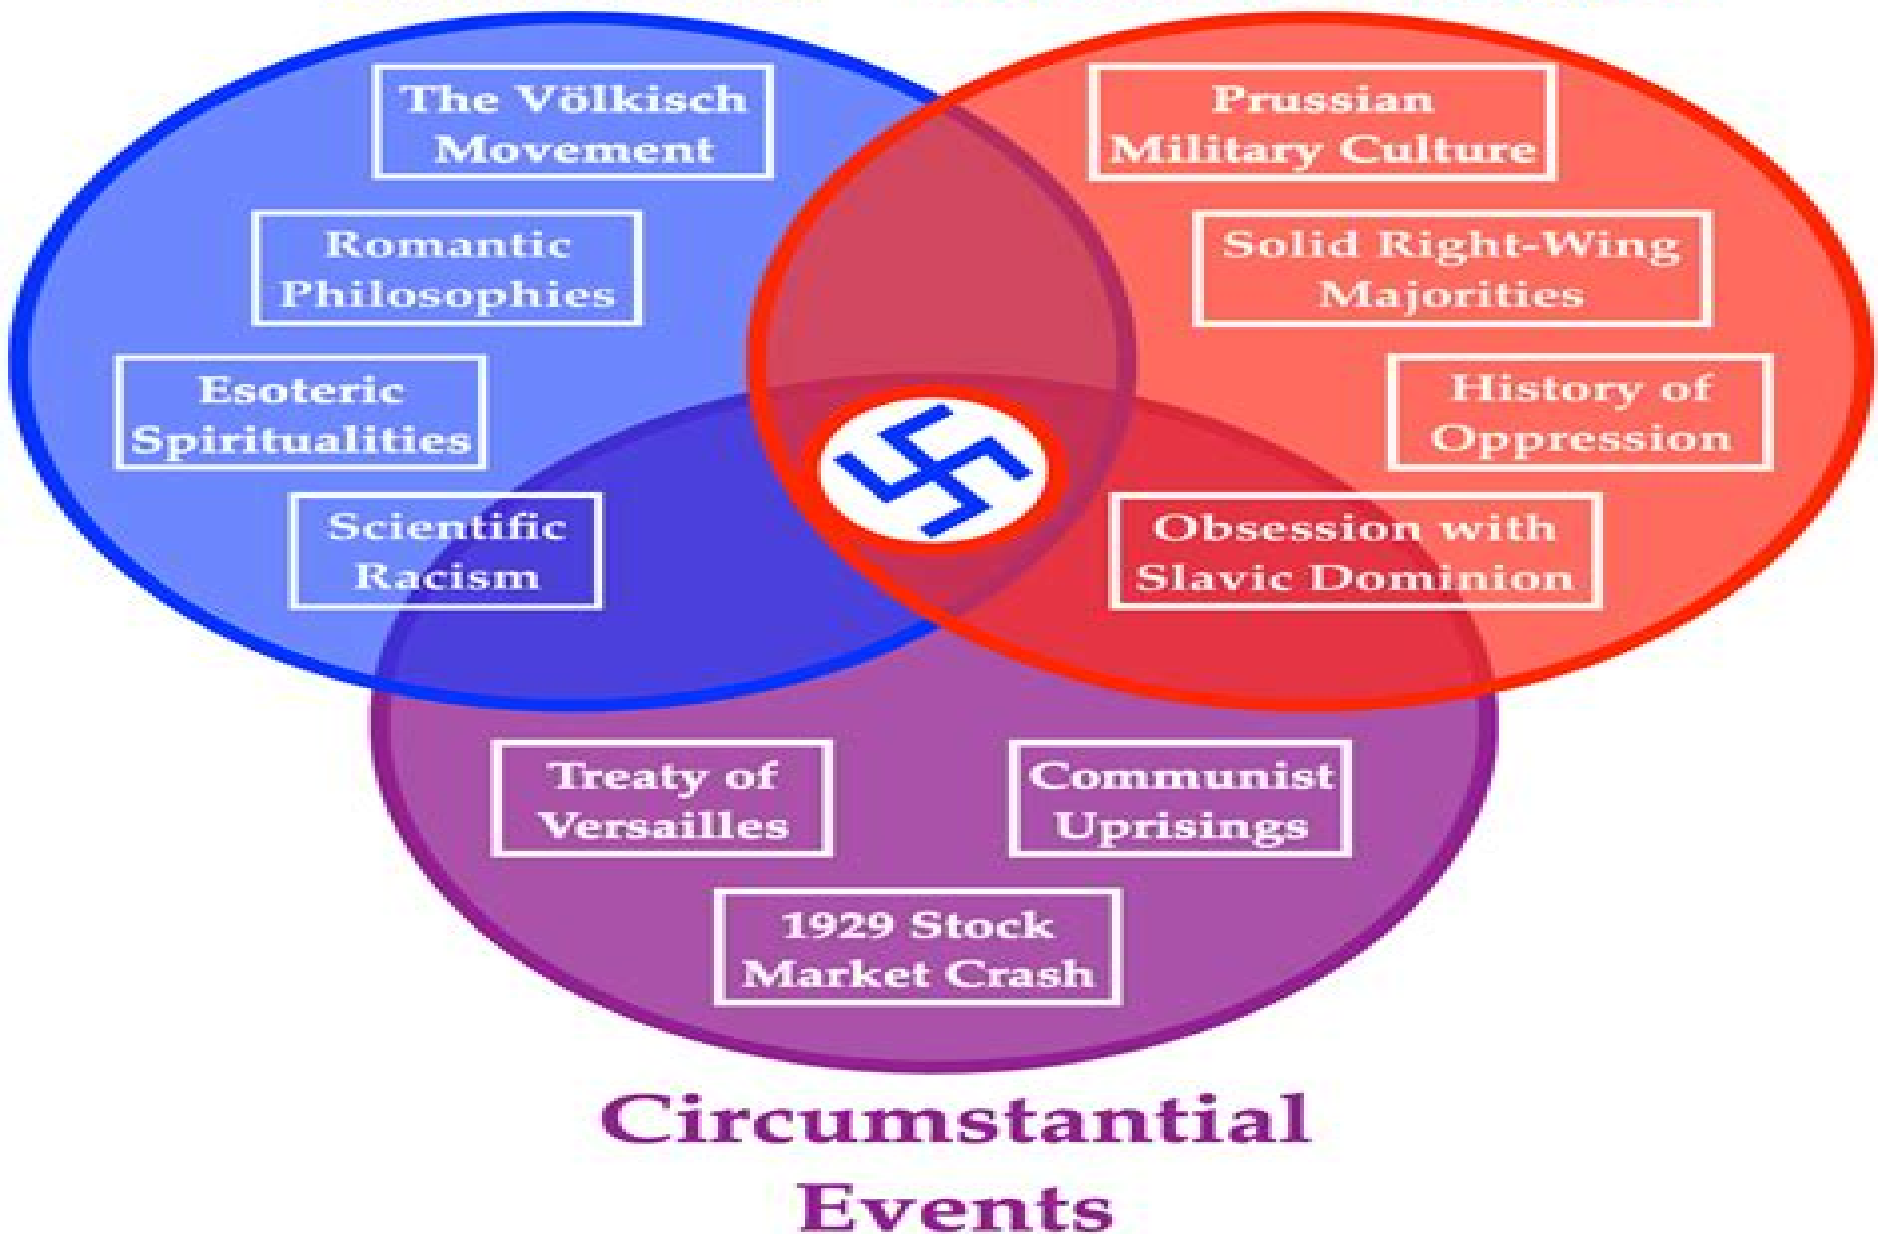 The Völkisch
Movement
Prussian
Military Culture
Romantic
Philosophies
Solid Right-Wing
Majorities
Esoteric
Spiritualities
History of
Oppression
Scientific
Racism
Obsession with
Slavic Dominion
Treaty of
Versailles
Communist
Uprisings
1929 Stock
Market Crash
Circumstantial
Events